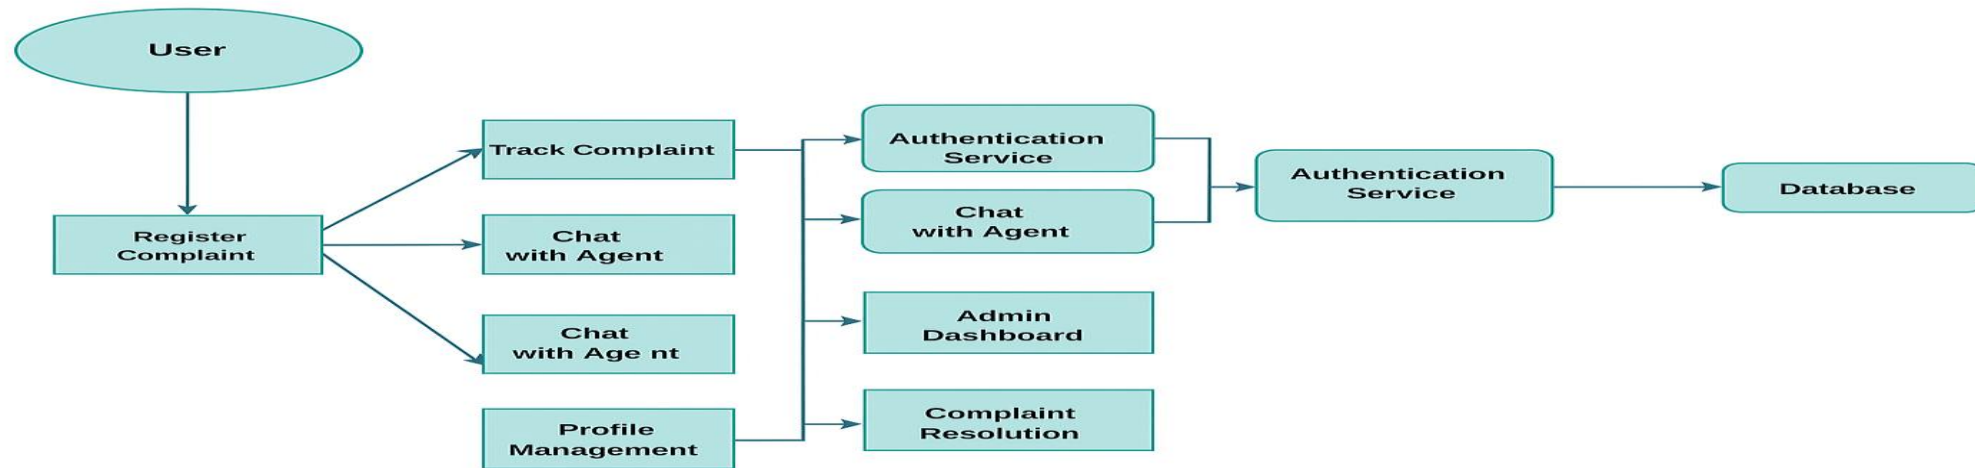 User
Register
Complaint
Track Complaint
Chat
with Agent
Chat
with Age nt
Profile
Management
Authentication
Service
Chat
with Agent
Admin
Dashboard
Complaint
Resolution
Authentication
Service
Database